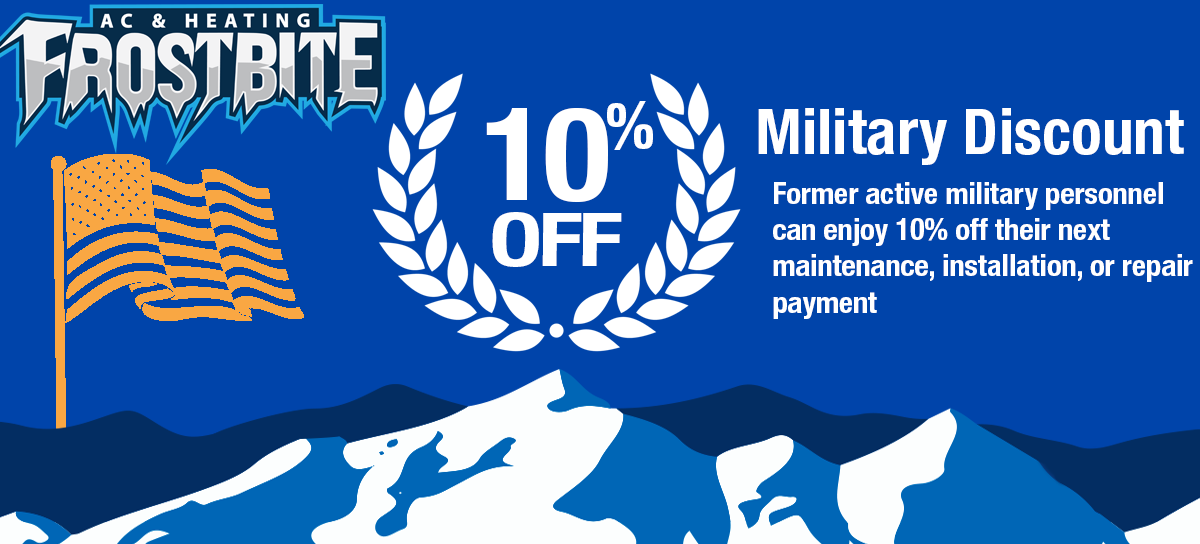 AC & HEATING
FROSTBITE
10%
OFF
Military Discount
Former active military personnel
can enjoy 10% off their next
maintenance, installation, or repair
payment